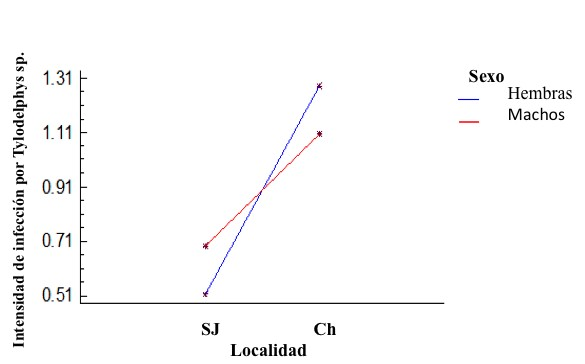 Intensidad de infección por Tylodelphys sp.
1.31
1.11
0.91
0.71
0.51
SJ
Ch
Localidad
Sexo
Hembras
Machos